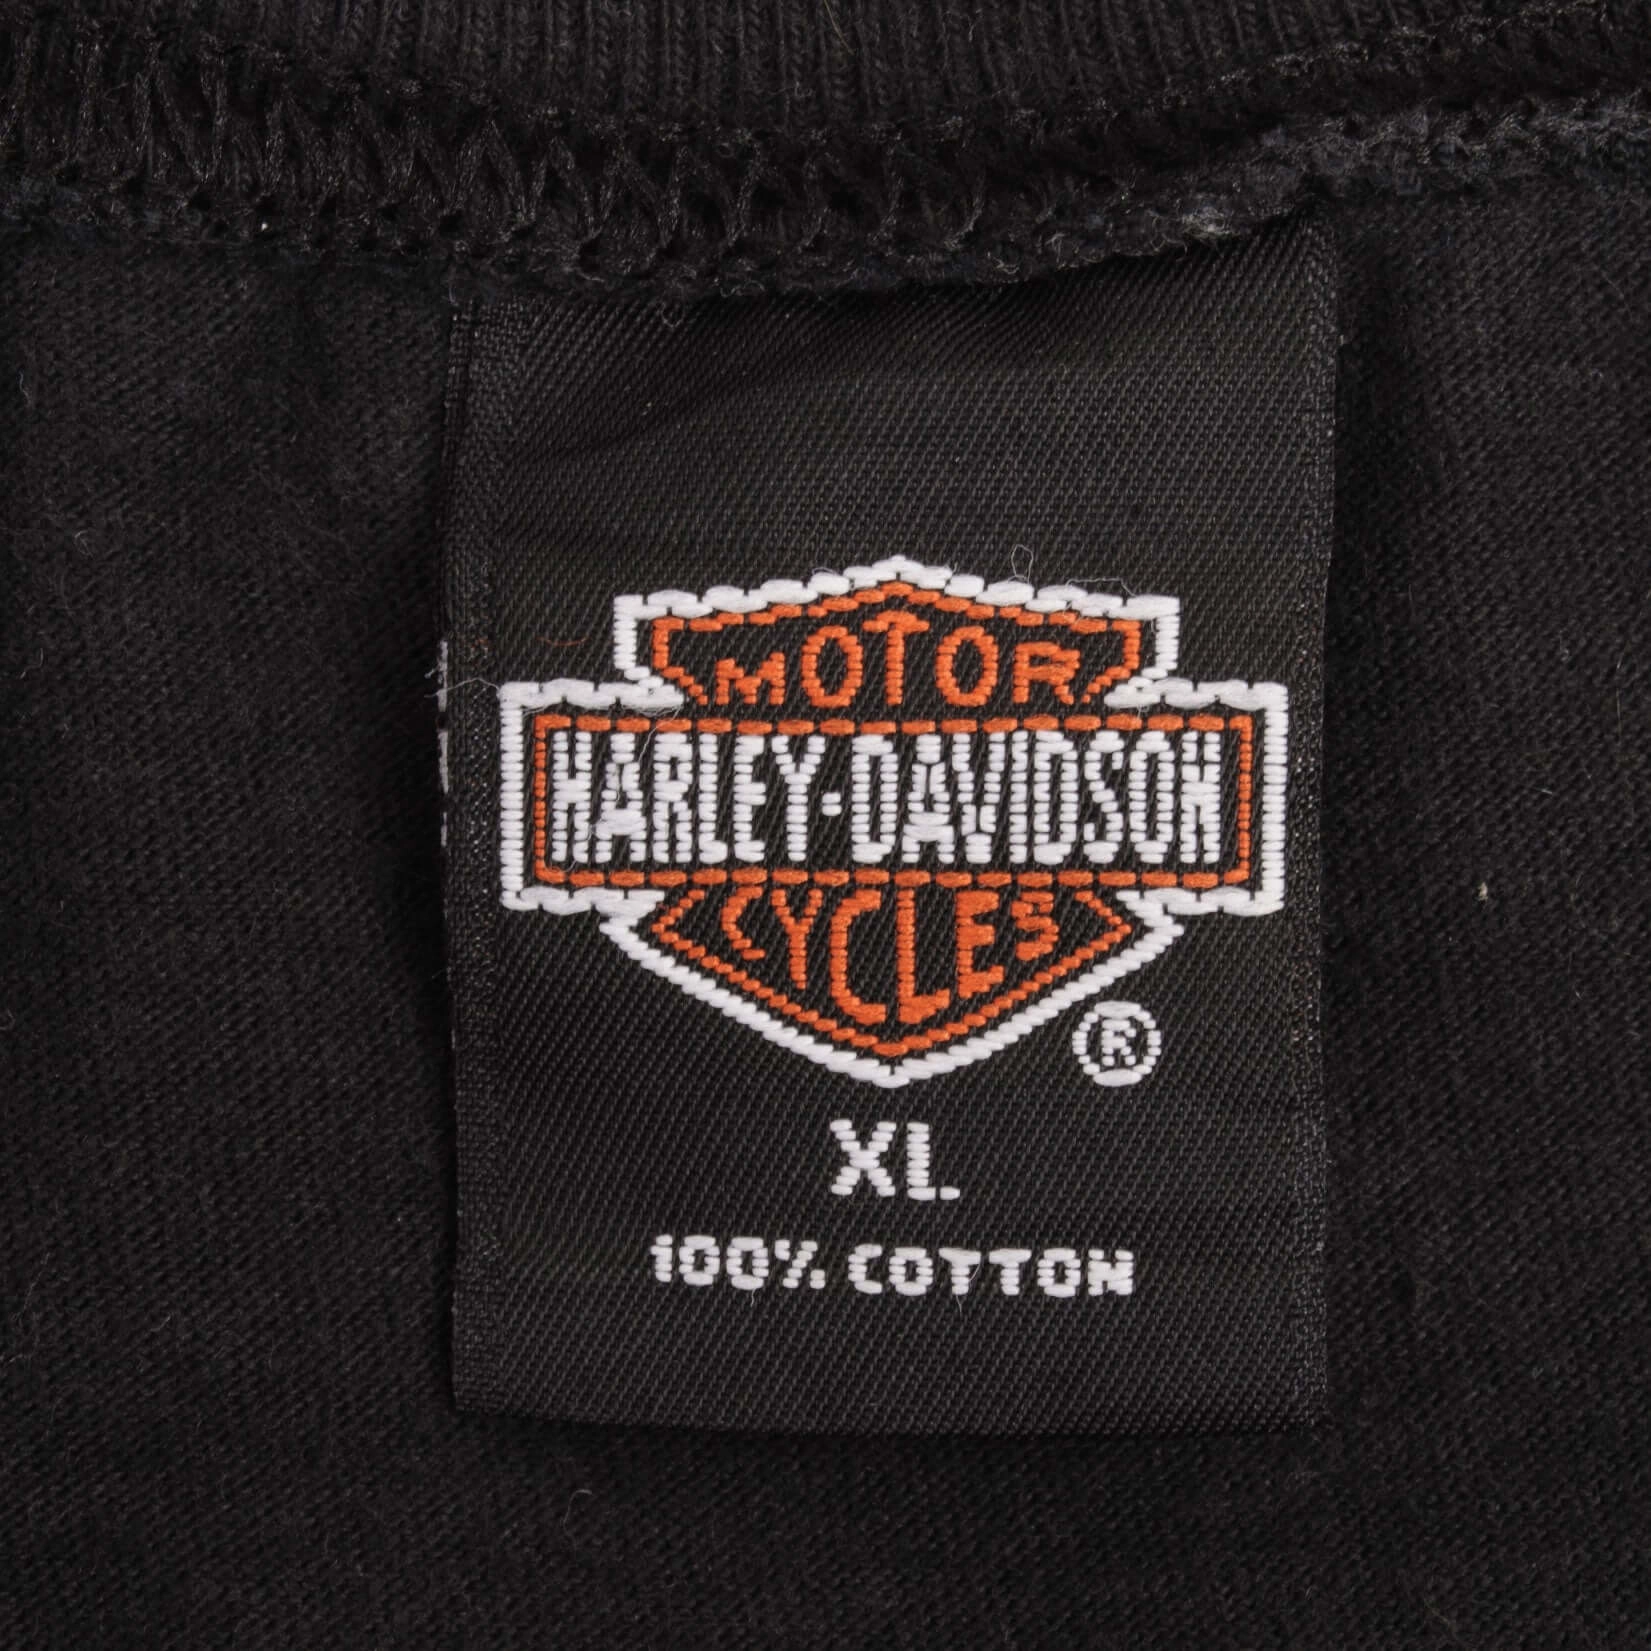 MOTOR
HARLEY-DAVIDSON
CYCLES
®
XL
100% COTTON